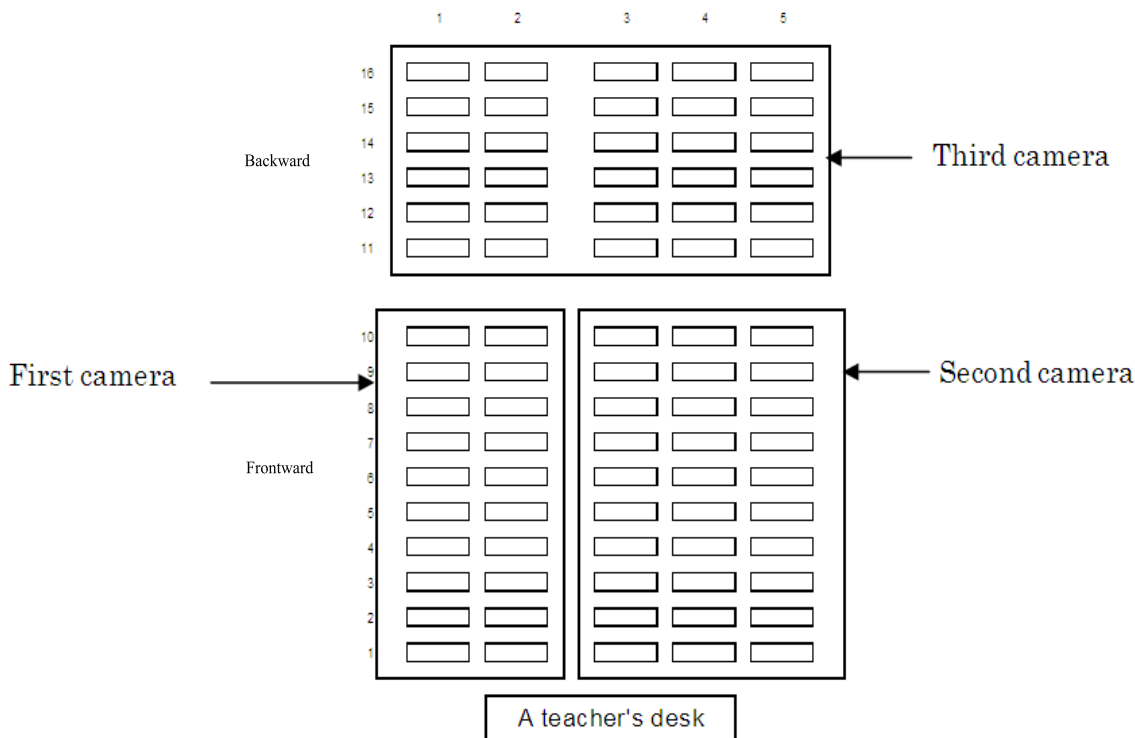 1 2 3 4 5
16
15
14
Backward
Third camera
13
12
11
10
First camera
9
Second camera
8
7
Frontward
6
5
4
3
2
1
A teacher's desk